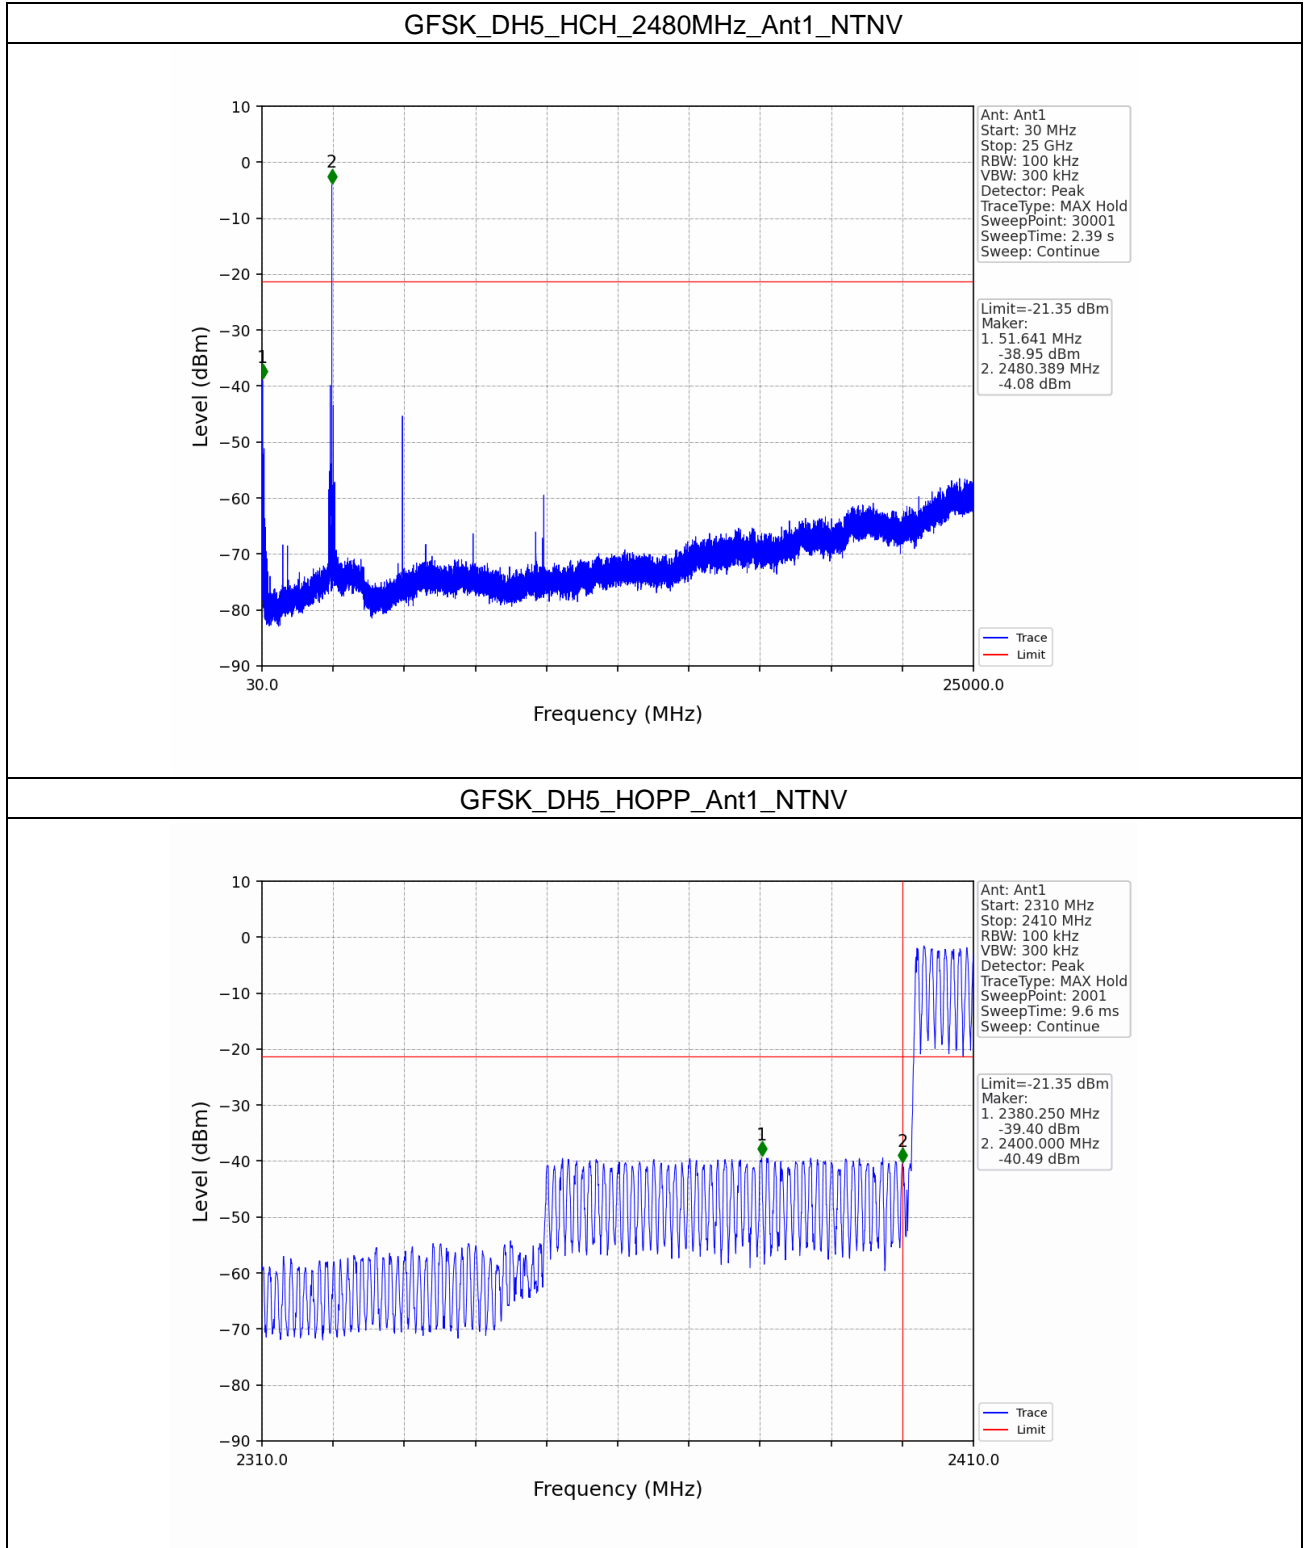 GFSK_DH5_HCH_2480MHz_Ant1_NTNV
10
0
−10
−20
−30
−40
−50
−60
−70
−80
−90
Level (dBm)
1
2
30.0
25000.0
Frequency (MHz)
Ant: Ant1
Start: 30 MHz
Stop: 25 GHz
RBW: 100 kHz
VBW: 300 kHz
Detector: Peak
TraceType: MAX Hold
SweepPoint: 30001
SweepTime: 2.39 s
Sweep: Continue
Limit=-21.35 dBm
Maker:
1. 51.641 MHz
-38.95 dBm
2. 2480.389 MHz
-4.08 dBm
Trace
Limit
GFSK_DH5_HOPP_Ant1_NTNV
10
0
−10
−20
−30
−40
−50
−60
−70
−80
−90
Level (dBm)
1
2
2310.0
2410.0
Frequency (MHz)
Ant: Ant1
Start: 2310 MHz
Stop: 2410 MHz
RBW: 100 kHz
VBW: 300 kHz
Detector: Peak
TraceType: MAX Hold
SweepPoint: 2001
SweepTime: 9.6 ms
Sweep: Continue
Limit=-21.35 dBm
Maker:
1. 2380.250 MHz
-39.40 dBm
2. 2400.000 MHz
-40.49 dBm
Trace
Limit